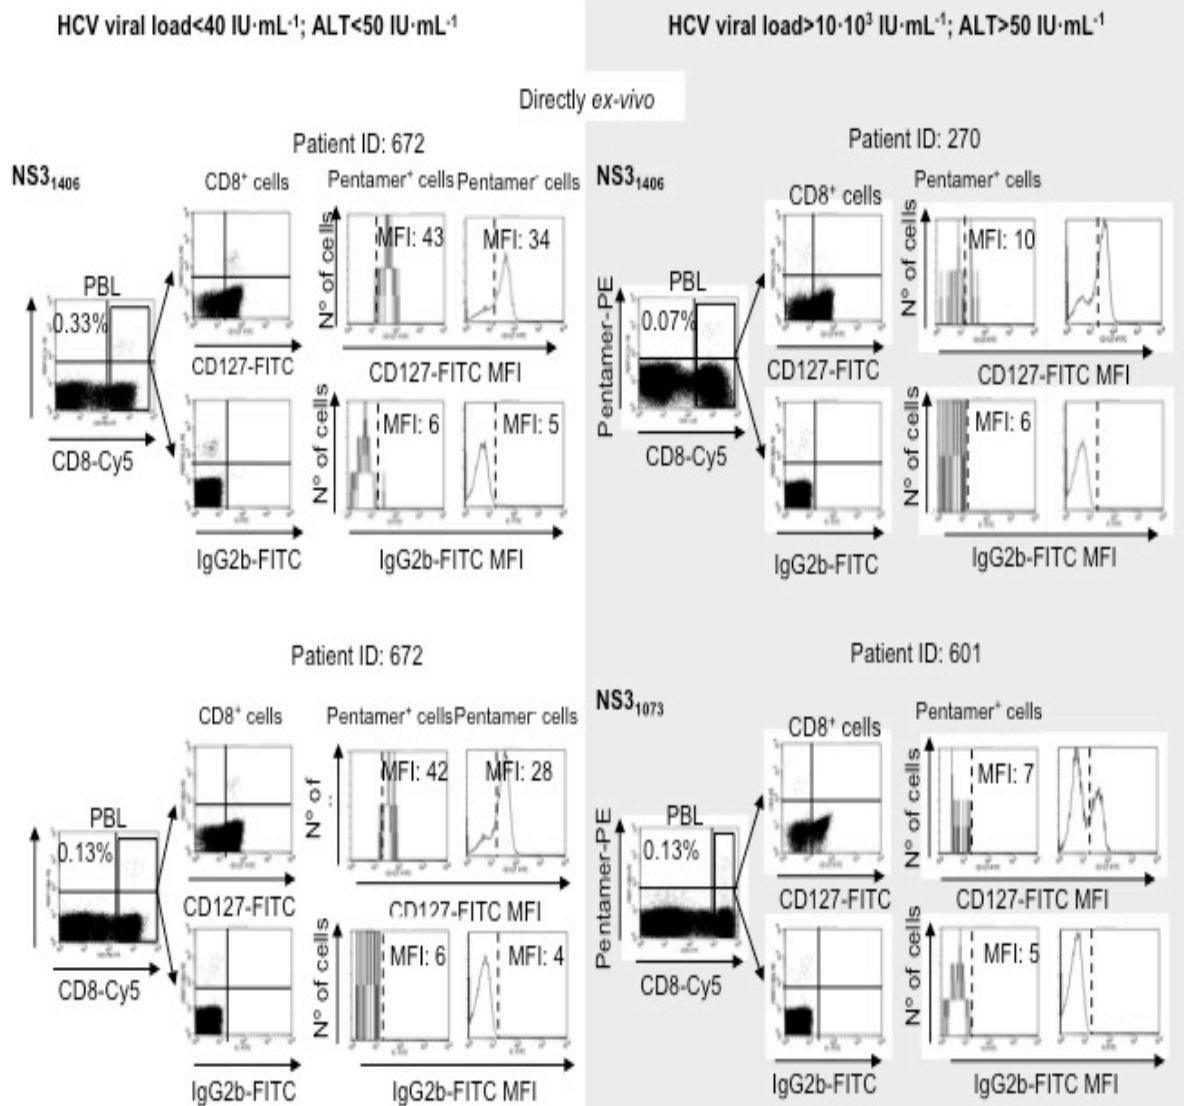 HCV viral load<40 IU·mL⁻¹; ALT<50 IU·mL⁻¹
HCV viral load>10·10³ IU·mL⁻¹; ALT>50 IU·mL⁻¹
Directly ex-vivo
Patient ID: 672
NS3₁₄₀₆
CD8⁺ cells
Pentamer⁺ cells
Pentamer⁻ cells
PBL
0.33%
CD8-Cy5
CD127-FITC
N° of cells
MFI: 43
MFI: 34
CD127-FITC MFI
IgG2b-FITC
N° of cells
MFI: 6
MFI: 5
IgG2b-FITC MFI
Patient ID: 270
NS3₁₄₀₆
CD8⁺ cells
Pentamer⁺ cells
PBL
0.07%
Pentamer-PE
CD8-Cy5
CD127-FITC
N° of cells
MFI: 10
CD127-FITC MFI
IgG2b-FITC
N° of cells
MFI: 6
IgG2b-FITC MFI
Patient ID: 672
CD8⁺ cells
Pentamer⁺ cells
Pentamer⁻ cells
PBL
0.13%
CD8-Cy5
CD127-FITC
N° of
MFI: 42
MFI: 28
CD127-FITC MFI
IgG2b-FITC
N° of cells
MFI: 6
MFI: 4
IgG2b-FITC MFI
Patient ID: 601
NS3₁₀₇₃
CD8⁺ cells
Pentamer⁺ cells
PBL
0.13%
Pentamer-PE
CD8-Cy5
CD127-FITC
N° of cells
MFI: 7
CD127-FITC MFI
IgG2b-FITC
N° of cells
MFI: 5
IgG2b-FITC MFI